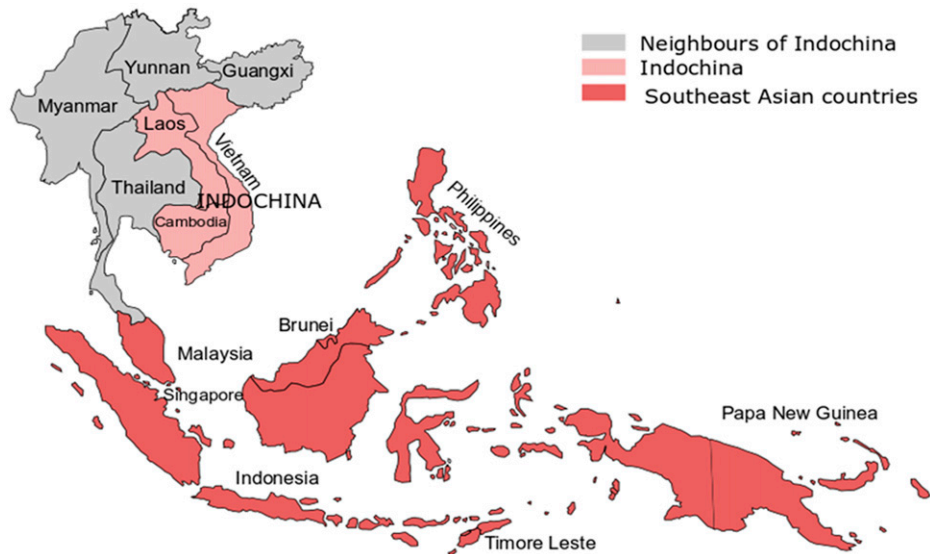 Neighbours of Indochina
Indochina
Southeast Asian countries
Yunnan
Guangxi
Myanmar
Laos
Vietnam
Thailand
INDOCHINA
Cambodia
Philippines
Brunei
Malaysia
Singapore
Papa New Guinea
Indonesia
Timore Leste